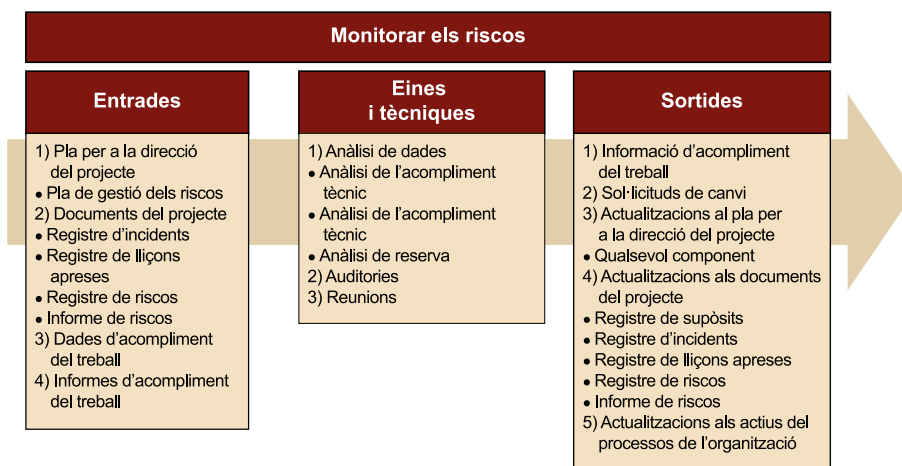 Monitorar els riscos
Entrades
1) Pla per a la direcció
del projecte
• Pla de gestió dels riscos
2) Documents del projecte
• Registre d'incidents
• Registre de lliçons
apreses
• Registre de riscos
• Informe de riscos
3) Dades d'acompliment
del treball
4) Informes d'acompliment
del treball
Eines
i tècniques
1) Anàlisi de dades
• Anàlisi de l'acompliment
tècnic
• Anàlisi de l'acompliment
tècnic
• Anàlisi de reserva
2) Auditories
3) Reunions
Sortides
1) Informació d'acompliment
del treball
2) Sol·licituds de canvi
3) Actualitzacions al pla per
a la direcció del projecte
• Qualsevol component
4) Actualitzacions als documents
del projecte
• Registre de supòsits
• Registre d'incidents
• Registre de lliçons apreses
• Registre de riscos
• Informe de riscos
5) Actualitzacions als actius del
processos de l'organització